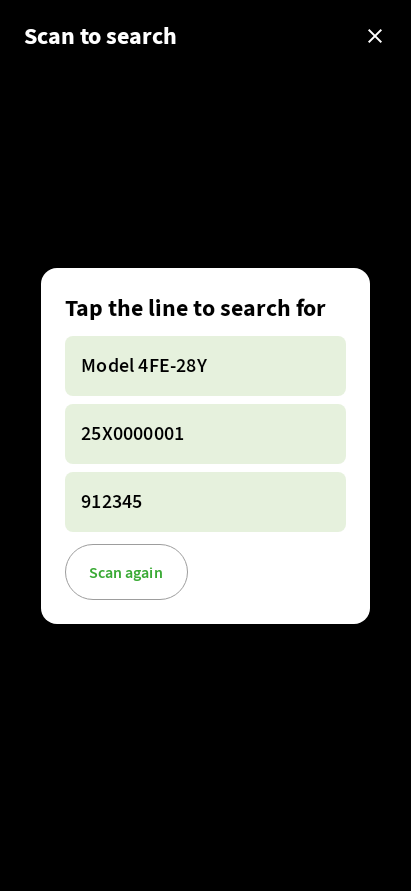 Scan to search
Tap the line to search for
Model 4FE-28Y
25X0000001
912345
Scan again